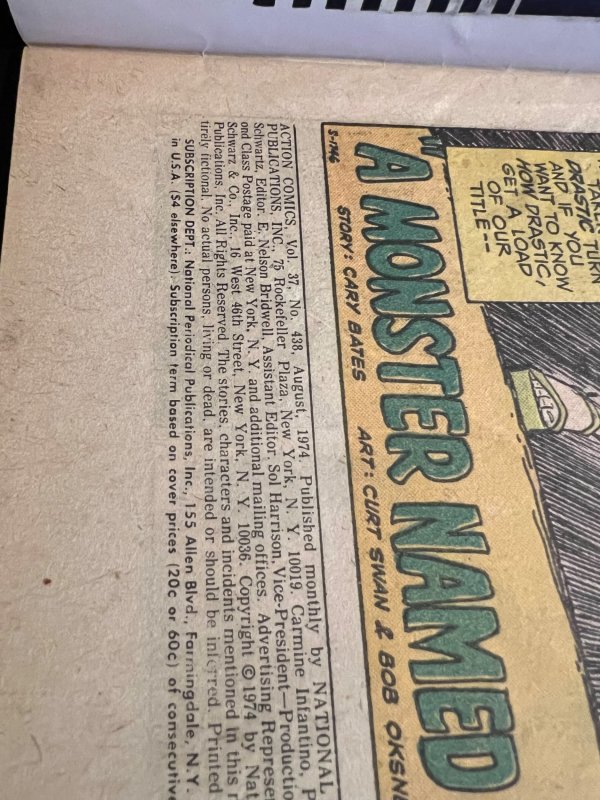 TURN
DRASTIC
AND IF YOU
WANT TO KNOW
HOW DRASTIC,
GET A LOAD
OF OUR
TITLE--
"A MONSTER NAMED
S-1746
STORY: CARY BATES ART: CURT SWAN & BOB
ACTION COMICS, Vol. 37, No. 438, August, 1974. Published monthly by NATIONAL
PUBLICATIONS, INC., 75 Rockefeller Plaza, New York, N. Y. 10019. Carmine Infantino,
Schwartz, Editor. E. Nelson Bridwell, Assistant Editor. Sol Harrison, Vice-President—
ond Class Postage paid at New York, N. Y. and additional mailing offices. Advertising
Schwarz & Co., Inc., 16 West 46th Street, New York, N. Y. 10036. Copyright © 1974 by
Publications, Inc. All Rights Reserved. The stories, characters and incidents mentioned in this
tirely fictional. No actual persons, living or dead, are intended or should be inferred. Printed
SUBSCRIPTION DEPT.: National Periodical Publications, Inc., 155 Allen Blvd., Farmingdale, N.Y.
in U.S.A. ($4 elsewhere). Subscription term based on cover prices (20c or 60c) of